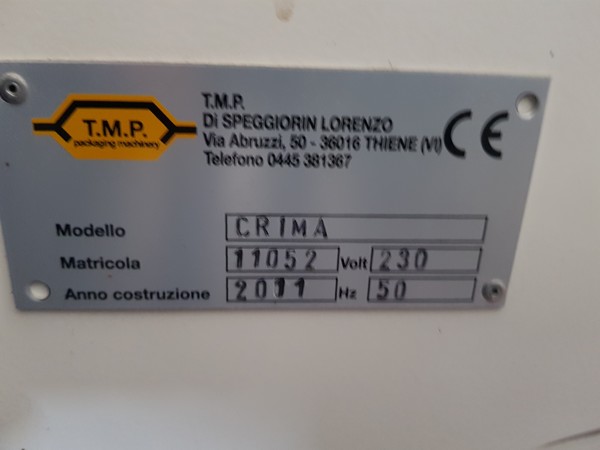 T.M.P.
packaging machinery
T.M.P.
Di SPEGGIORIN LORENZO
Via Abruzzi, 50 - 36016 THIENE (VI)
Telefono 0445 381367
CE
Modello CRIMA
Matricola 11052 Volt 230
Anno costruzione 2011 Hz 50